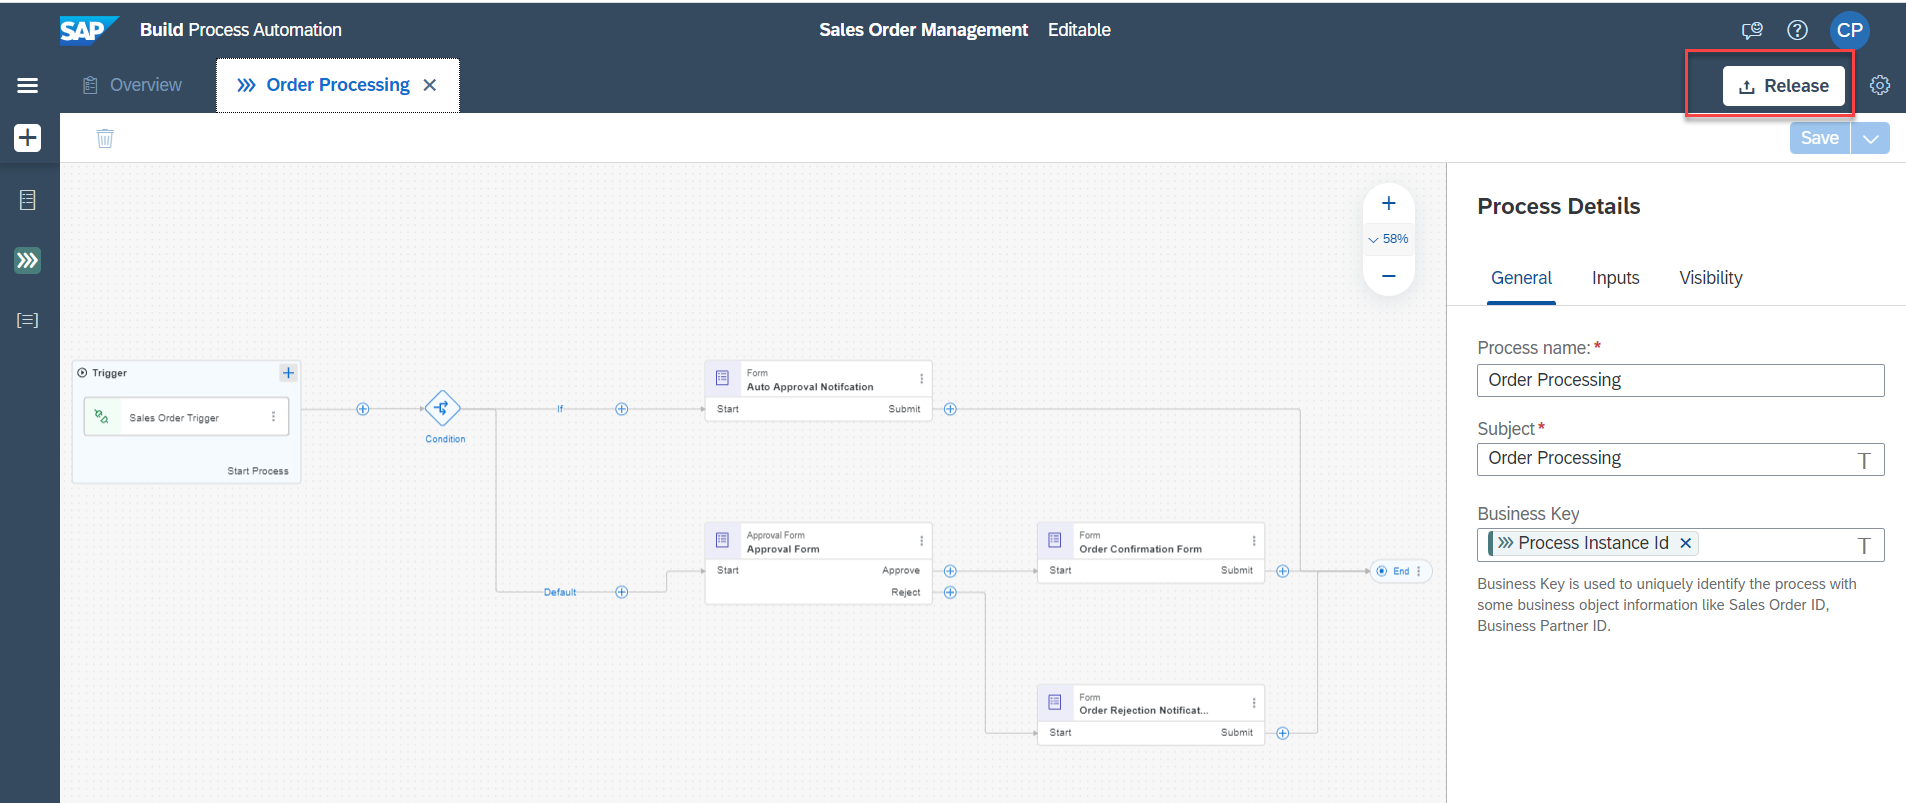 SAP Build Process Automation
Sales Order Management Editable
CP
Overview
Order Processing
Release
Save
58%
Trigger
Sales Order Trigger
Start Process
Condition
If
Default
Form
Auto Approval Notifcation
Start Submit
Approval Form
Approval Form
Start Approve
Reject
Form
Order Confirmation Form
Start Submit
Form
Order Rejection Notificat...
Start Submit
End
Process Details
General Inputs Visibility
Process name:*
Order Processing
Subject*
Order Processing
Business Key
Process Instance Id
Business Key is used to uniquely identify the process with
some business object information like Sales Order ID,
Business Partner ID.